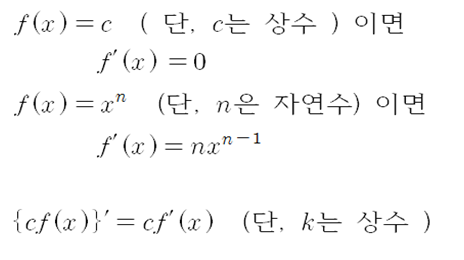 f(x)=c ( 단, c는 상수 ) 이면
f′(x)=0
f(x)=xⁿ (단, n은 자연수) 이면
f′(x)=nxⁿ⁻¹
{cf(x)}′=cf′(x) (단, k는 상수 )